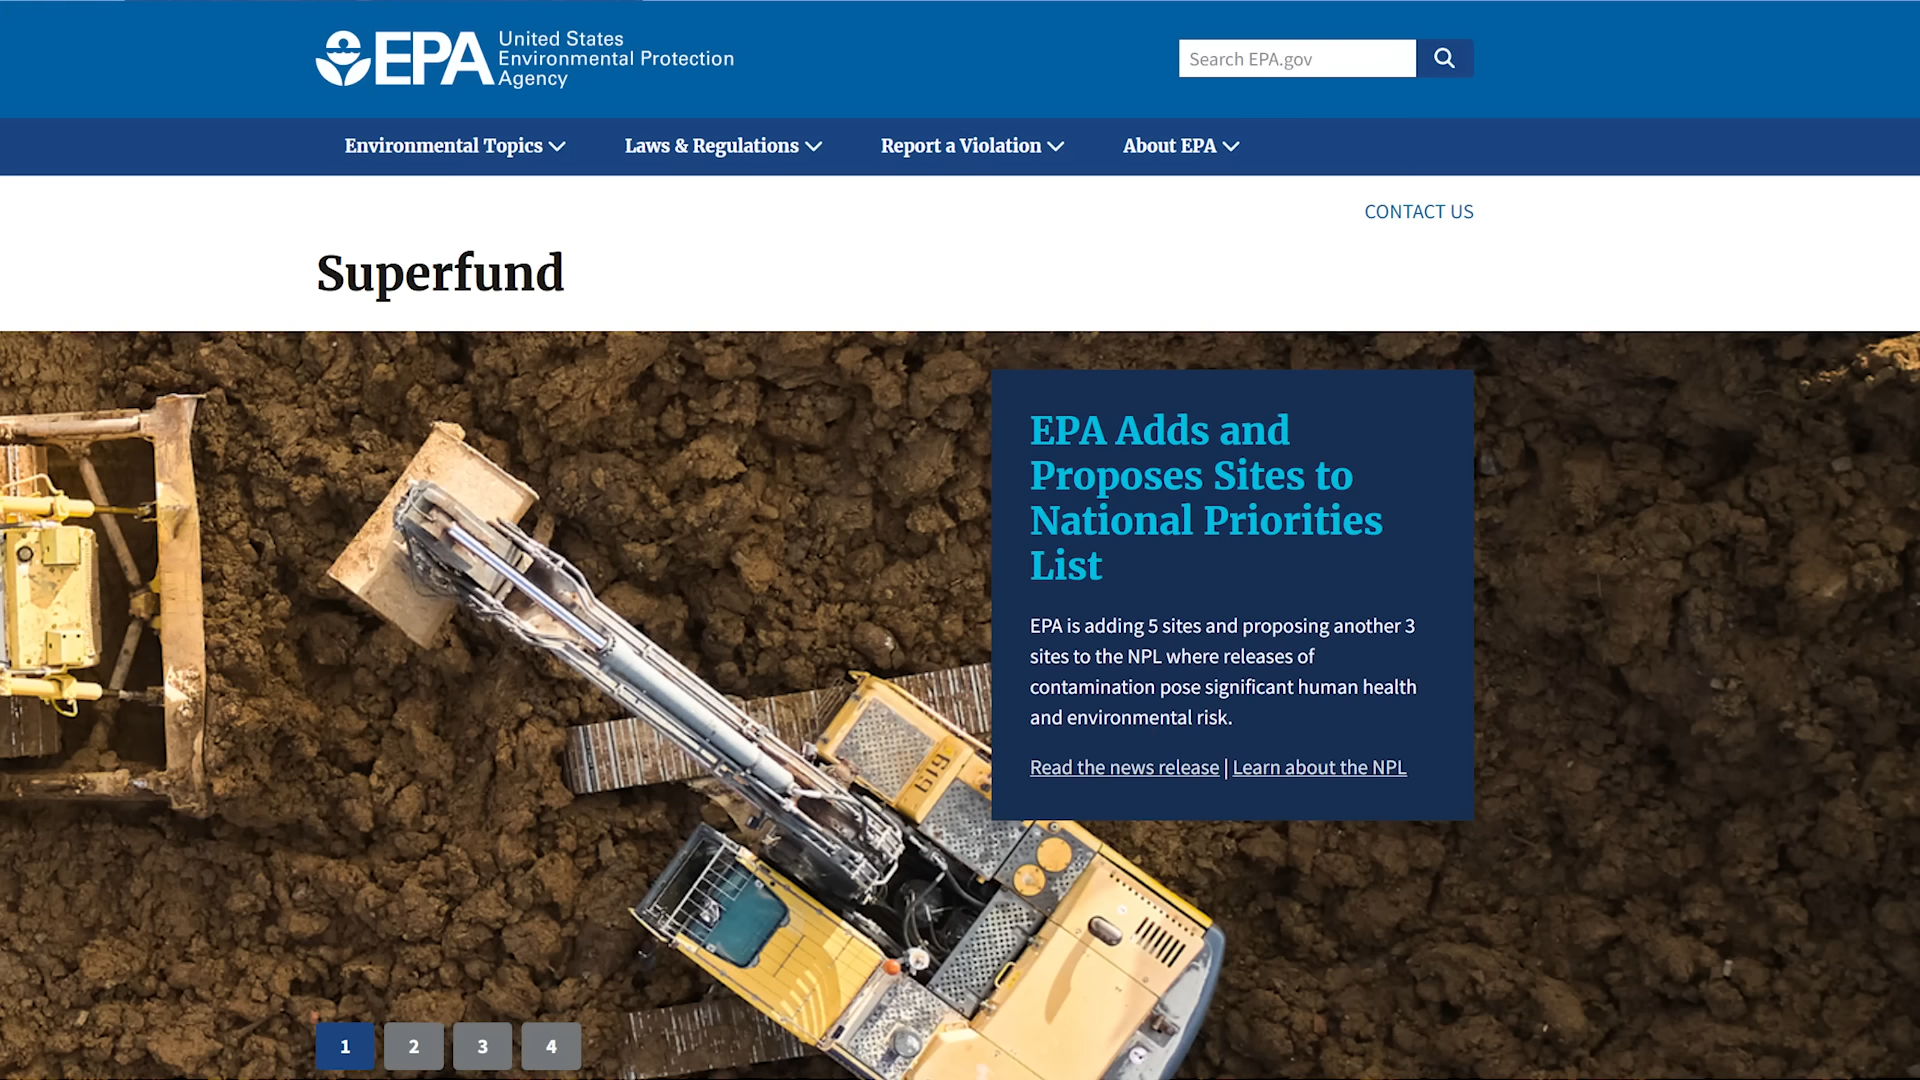 EPA
United States
Environmental Protection
Agency
Search EPA.gov
Environmental Topics
Laws & Regulations
Report a Violation
About EPA
CONTACT US
Superfund
EPA Adds and
Proposes Sites to
National Priorities
List
EPA is adding 5 sites and proposing another 3
sites to the NPL where releases of
contamination pose significant human health
and environmental risk.
Read the news release | Learn about the NPL
619
1
2
3
4